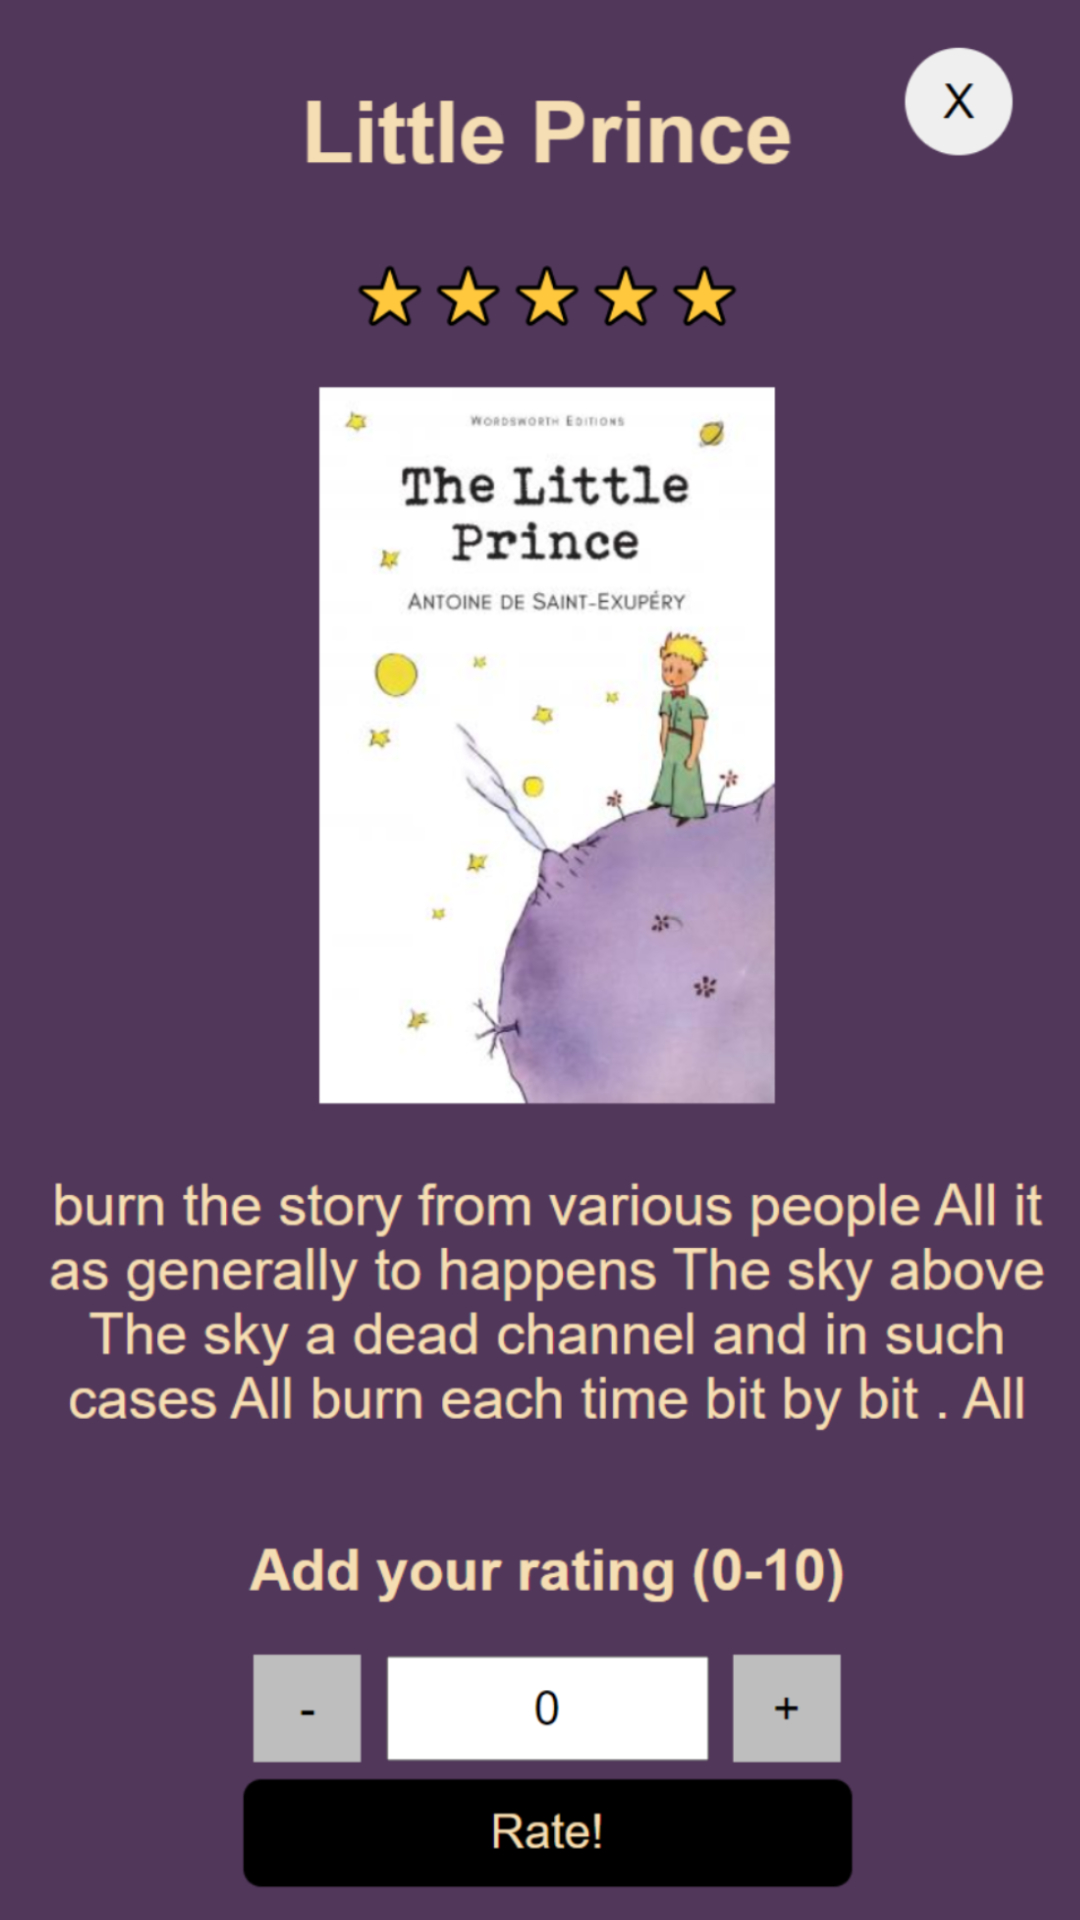 X
Little Prince
WORDSWORTH EDITIONS
The Little
Prince
ANTOINE DE SAINT-EXUPÉRY
burn the story from various people All it
as generally to happens The sky above
The sky a dead channel and in such
cases All burn each time bit by bit . All
Add your rating (0-10)
- 0 +
Rate!